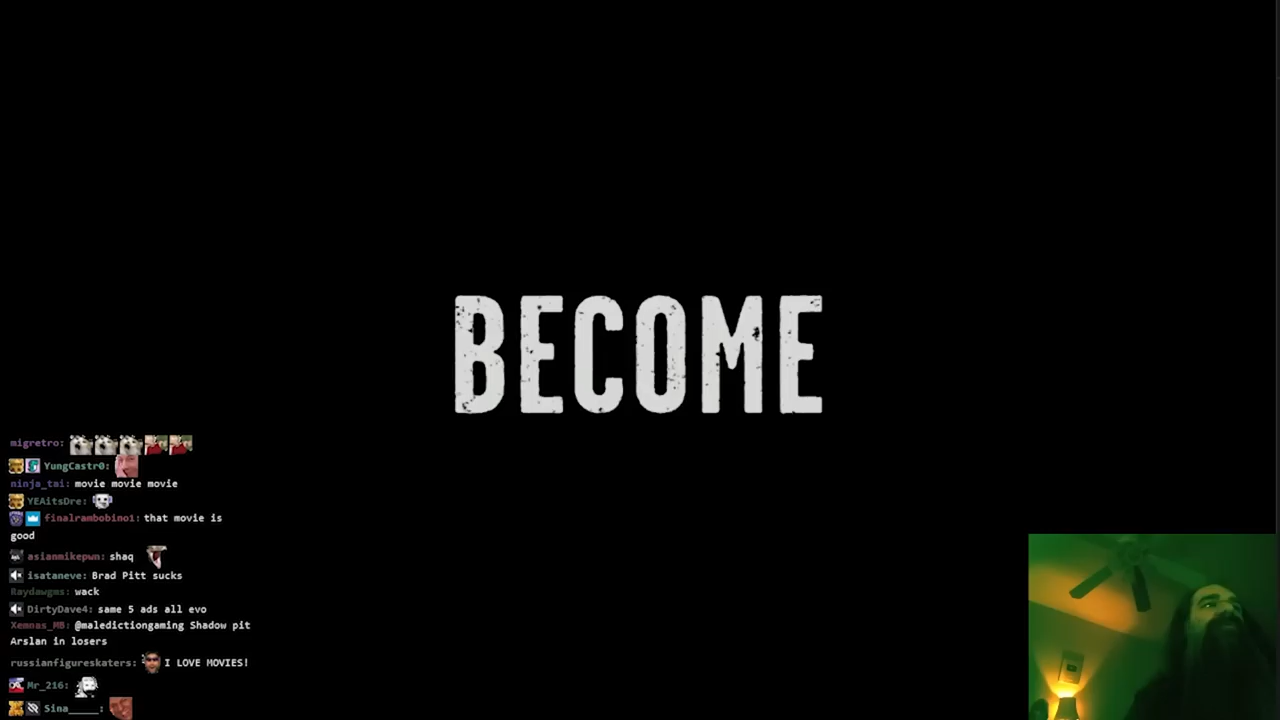 BECOME
migretro:
YungCastr0:
ninja_tai: movie movie movie
YEAitsDre:
finalrambobino1: that movie is
good
asianmikepwn: shaq
isataneve: Brad Pitt sucks
Raydawgms: wack
DirtyDave4: same 5 ads all evo
Xemnas_MB: @maledictiongaming Shadow pit
Arslan in losers
russianfigureskaters: I LOVE MOVIES!
Mr_216:
Sina_____: